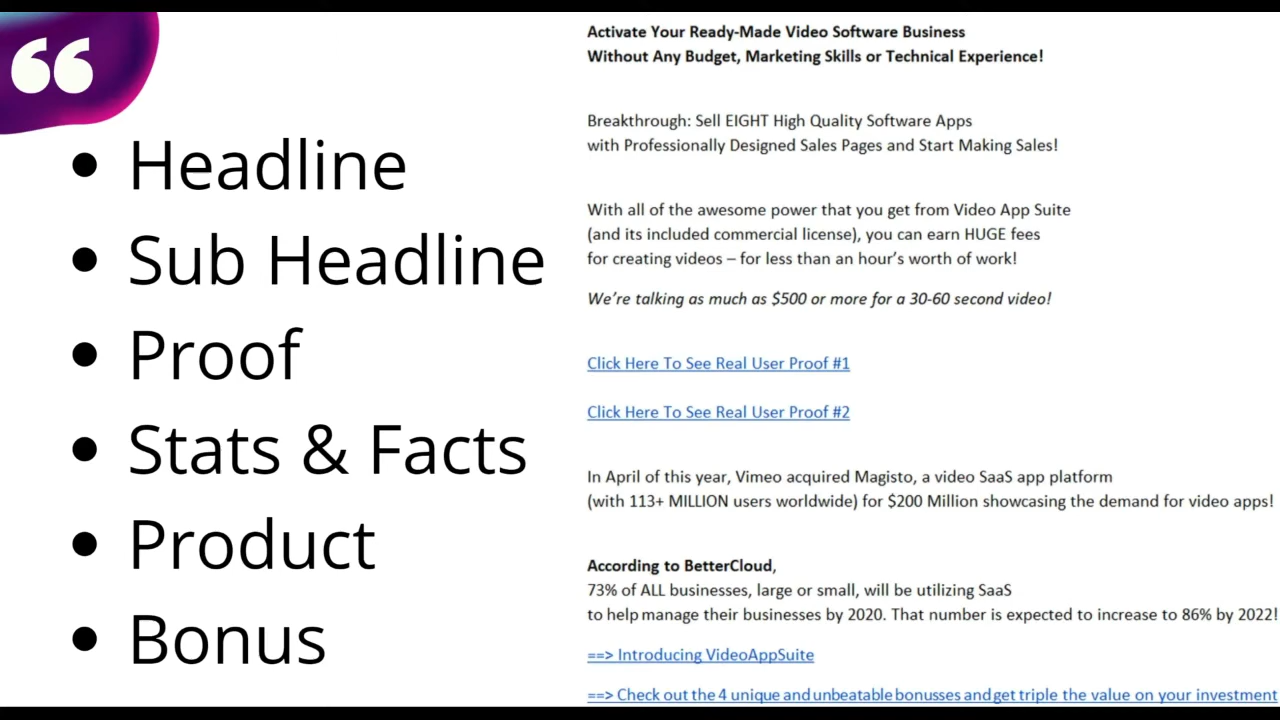 “
• Headline
• Sub Headline
• Proof
• Stats & Facts
• Product
• Bonus
Activate Your Ready-Made Video Software Business
Without Any Budget, Marketing Skills or Technical Experience!
Breakthrough: Sell EIGHT High Quality Software Apps
with Professionally Designed Sales Pages and Start Making Sales!
With all of the awesome power that you get from Video App Suite
(and its included commercial license), you can earn HUGE fees
for creating videos – for less than an hour’s worth of work!
We’re talking as much as $500 or more for a 30-60 second video!
Click Here To See Real User Proof #1
Click Here To See Real User Proof #2
In April of this year, Vimeo acquired Magisto, a video SaaS app platform
(with 113+ MILLION users worldwide) for $200 Million showcasing the demand for video apps!
According to BetterCloud,
73% of ALL businesses, large or small, will be utilizing SaaS
to help manage their businesses by 2020. That number is expected to increase to 86% by 2022!
==> Introducing VideoAppSuite
==> Check out the 4 unique and unbeatable bonusses and get triple the value on your investment